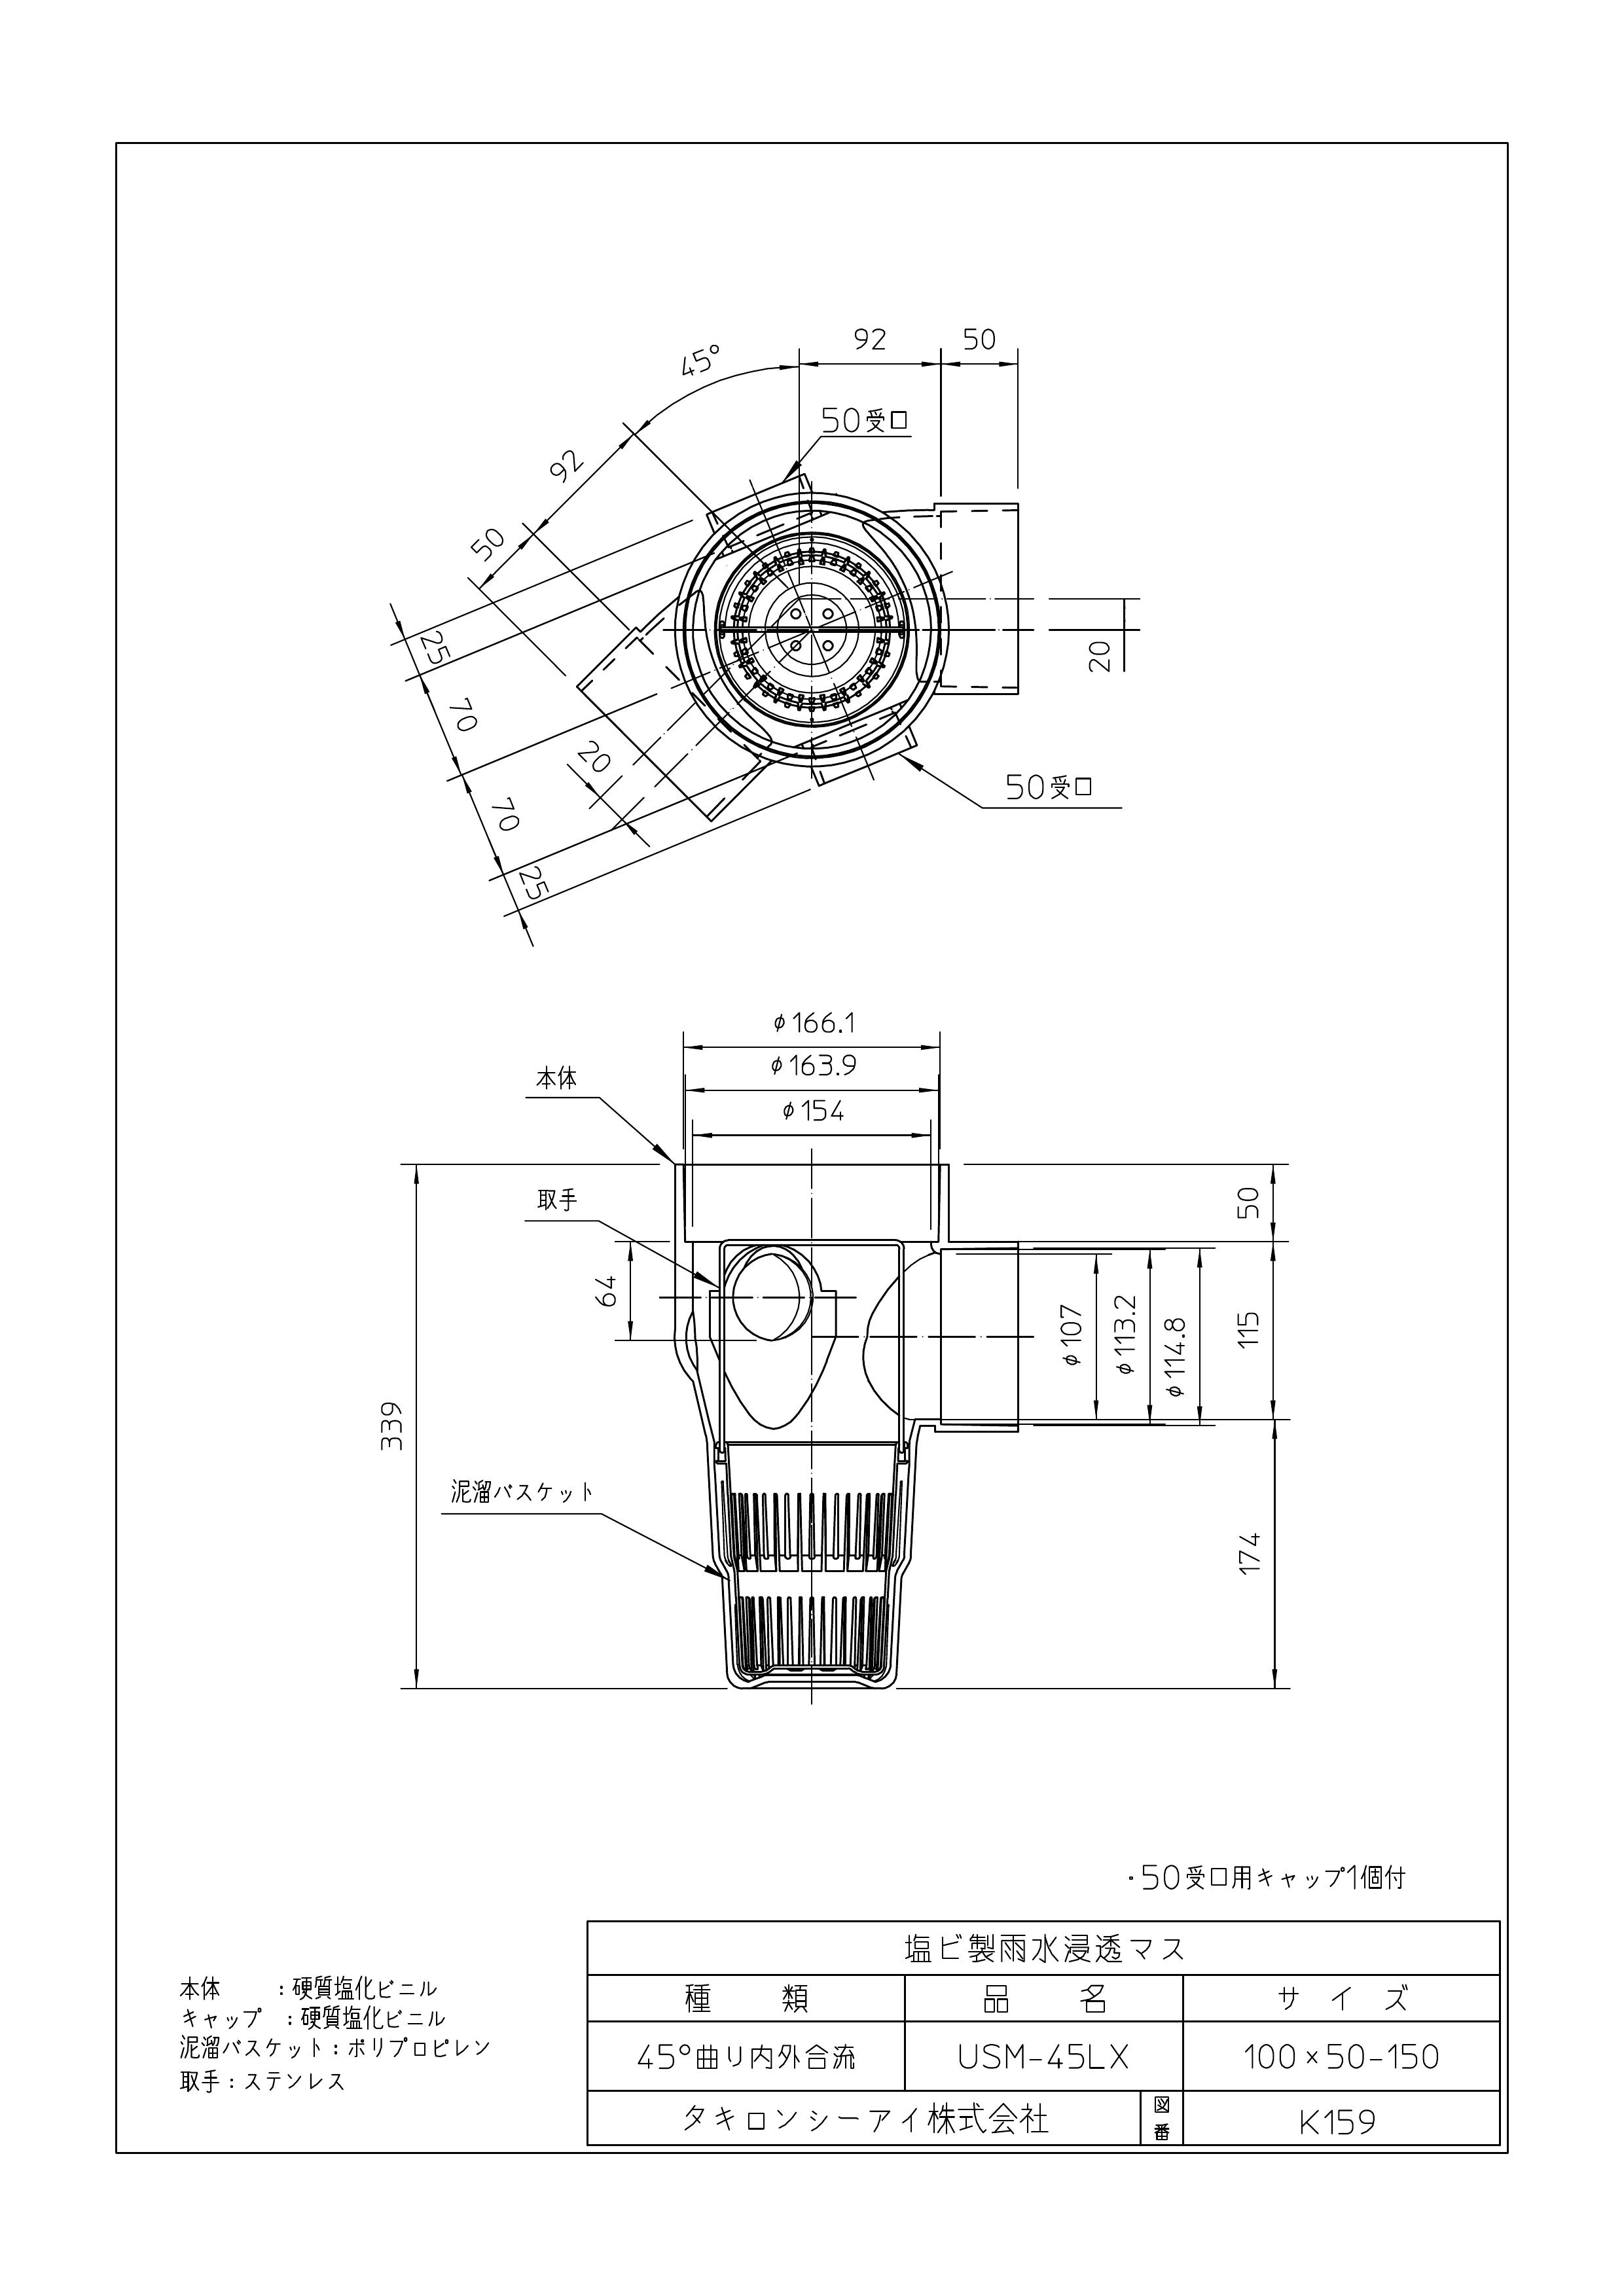 92
50
45°
50受口
92
50
25
70
20
70
25
20
50受口
φ166.1
φ163.9
φ154
本体
取手
64
50
115
φ107
φ113.2
φ114.8
339
泥溜バスケット
174
・50受口用キャップ1個付
塩ビ製雨水浸透マス
種 類 品 名 サ イ ズ
45°曲り内外合流 USM-45LX 100×50-150
タキロンシーアイ株式会社 図番 K159
本体 :硬質塩化ビニル
キャップ :硬質塩化ビニル
泥溜バスケット:ポリプロピレン
取手:ステンレス